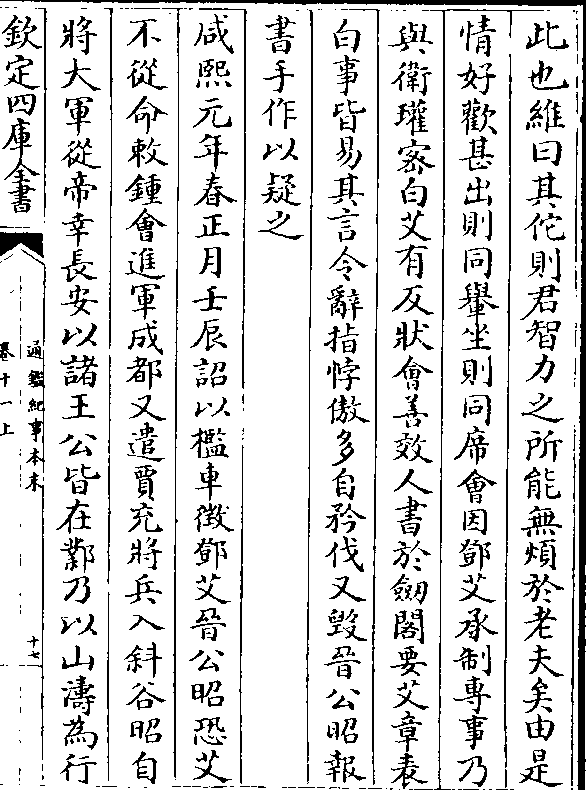 此也維曰其佗則君智力之所能無煩於老夫矣由是
情好歡甚出則同轝坐則同席會因鄧艾承制專事乃
與衛瓘宻白艾有反狀會善效人書於劔閣要艾章表
白事皆易其言令辭指悖傲多自矜伐又毁晉公昭報
書手作以疑之
咸熙元年春正月壬辰詔以檻車徴鄧艾晉公昭恐艾
不從命敕鍾會進軍成都又遣賈充將兵入斜谷昭自
將大軍從帝幸長安以諸王公皆在鄴乃以山濤為行
欽定四庫全書
通鑑紀事本末
卷十一上
十七